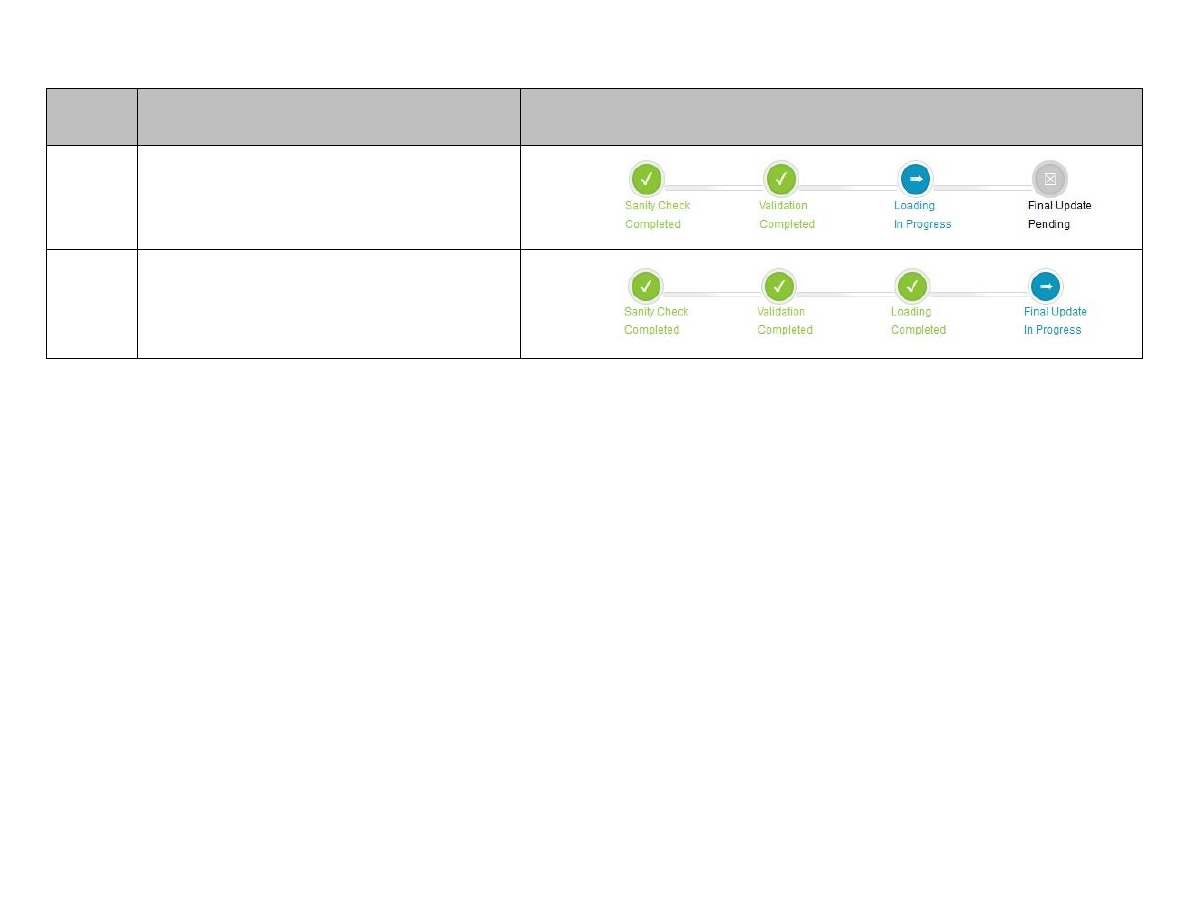 Sanity Check Validation Loading Final Update
Completed Completed In Progress Pending
Sanity Check Validation Loading Final Update
Completed Completed Completed In Progress